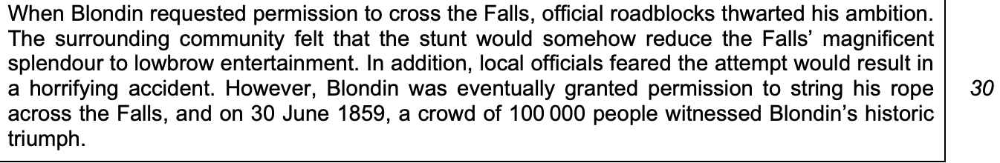 When Blondin requested permission to cross the Falls, official roadblocks thwarted his ambition.
The surrounding community felt that the stunt would somehow reduce the Falls’ magnificent
splendour to lowbrow entertainment. In addition, local officials feared the attempt would result in
a horrifying accident. However, Blondin was eventually granted permission to string his rope 30
across the Falls, and on 30 June 1859, a crowd of 100 000 people witnessed Blondin’s historic
triumph.